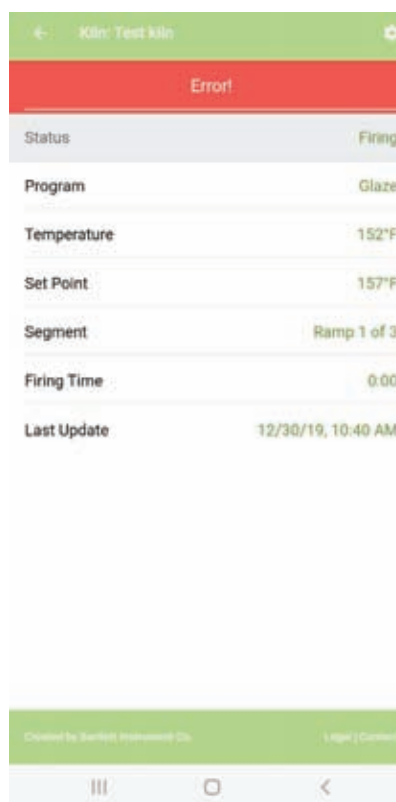 Kiln: Test kiln
Error!
Status Firing
Program Glaze
Temperature 152°F
Set Point 157°F
Segment Ramp 1 of 3
Firing Time 0:00
Last Update 12/30/19, 10:40 AM
Created by Bartlett Instrument Co.
Legal |